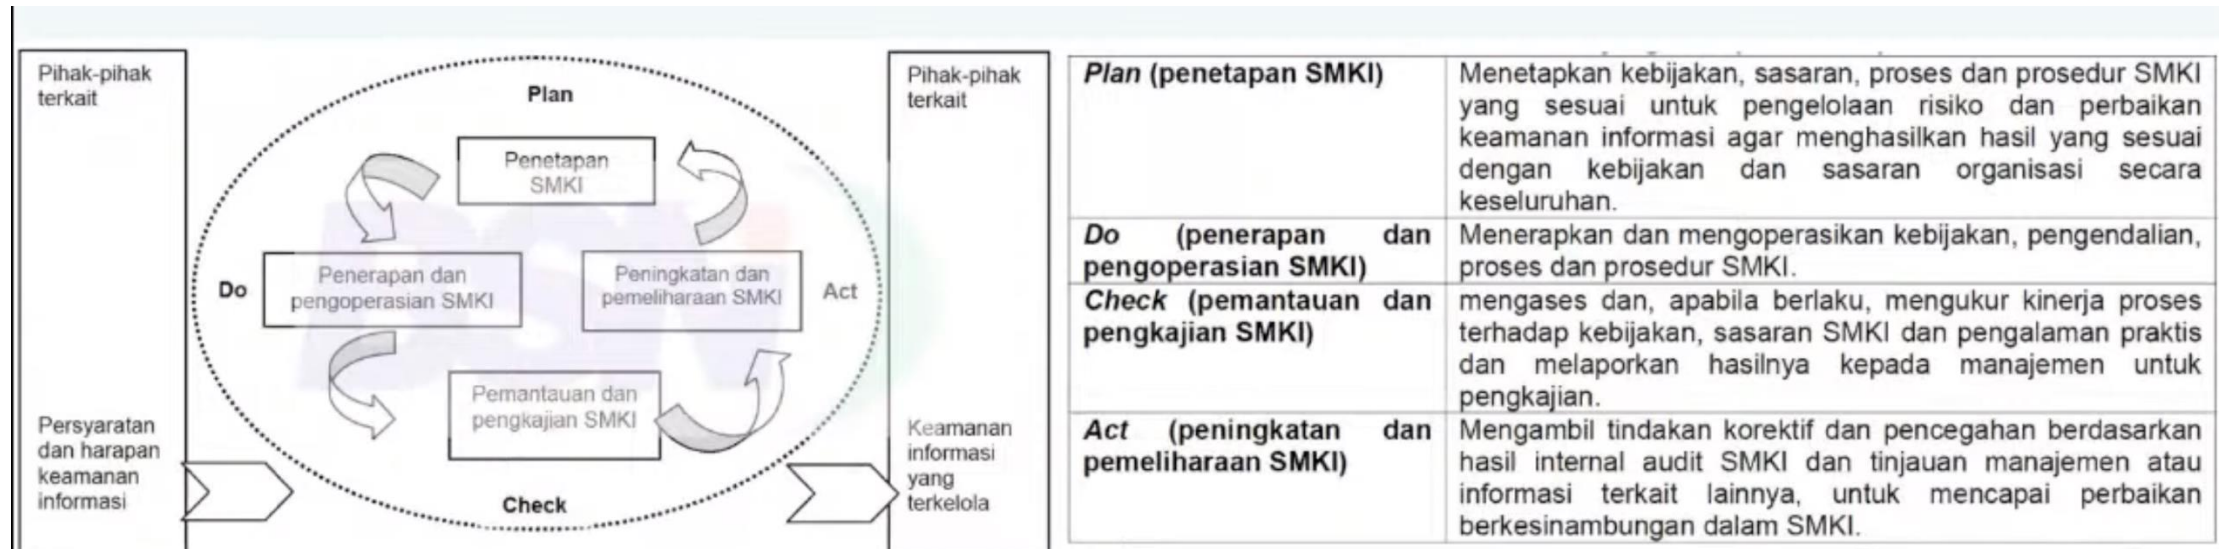 Pihak-pihak
terkait
Persyaratan
dan harapan
keamanan
informasi
Plan
Penetapan
SMKI
Do
Penerapan dan
pengoperasian SMKI
Peningkatan dan
pemeliharaan SMKI
Act
Pemantauan dan
pengkajian SMKI
Check
Pihak-pihak
terkait
Keamanan
informasi
yang
terkelola
Plan (penetapan SMKI)
Menetapkan kebijakan, sasaran, proses dan prosedur SMKI
yang sesuai untuk pengelolaan risiko dan perbaikan
keamanan informasi agar menghasilkan hasil yang sesuai
dengan kebijakan dan sasaran organisasi secara
keseluruhan.
Do (penerapan dan
pengoperasian SMKI)
Menerapkan dan mengoperasikan kebijakan, pengendalian,
proses dan prosedur SMKI.
Check (pemantauan dan
pengkajian SMKI)
mengases dan, apabila berlaku, mengukur kinerja proses
terhadap kebijakan, sasaran SMKI dan pengalaman praktis
dan melaporkan hasilnya kepada manajemen untuk
pengkajian.
Act (peningkatan dan
pemeliharaan SMKI)
Mengambil tindakan korektif dan pencegahan berdasarkan
hasil internal audit SMKI dan tinjauan manajemen atau
informasi terkait lainnya, untuk mencapai perbaikan
berkesinambungan dalam SMKI.